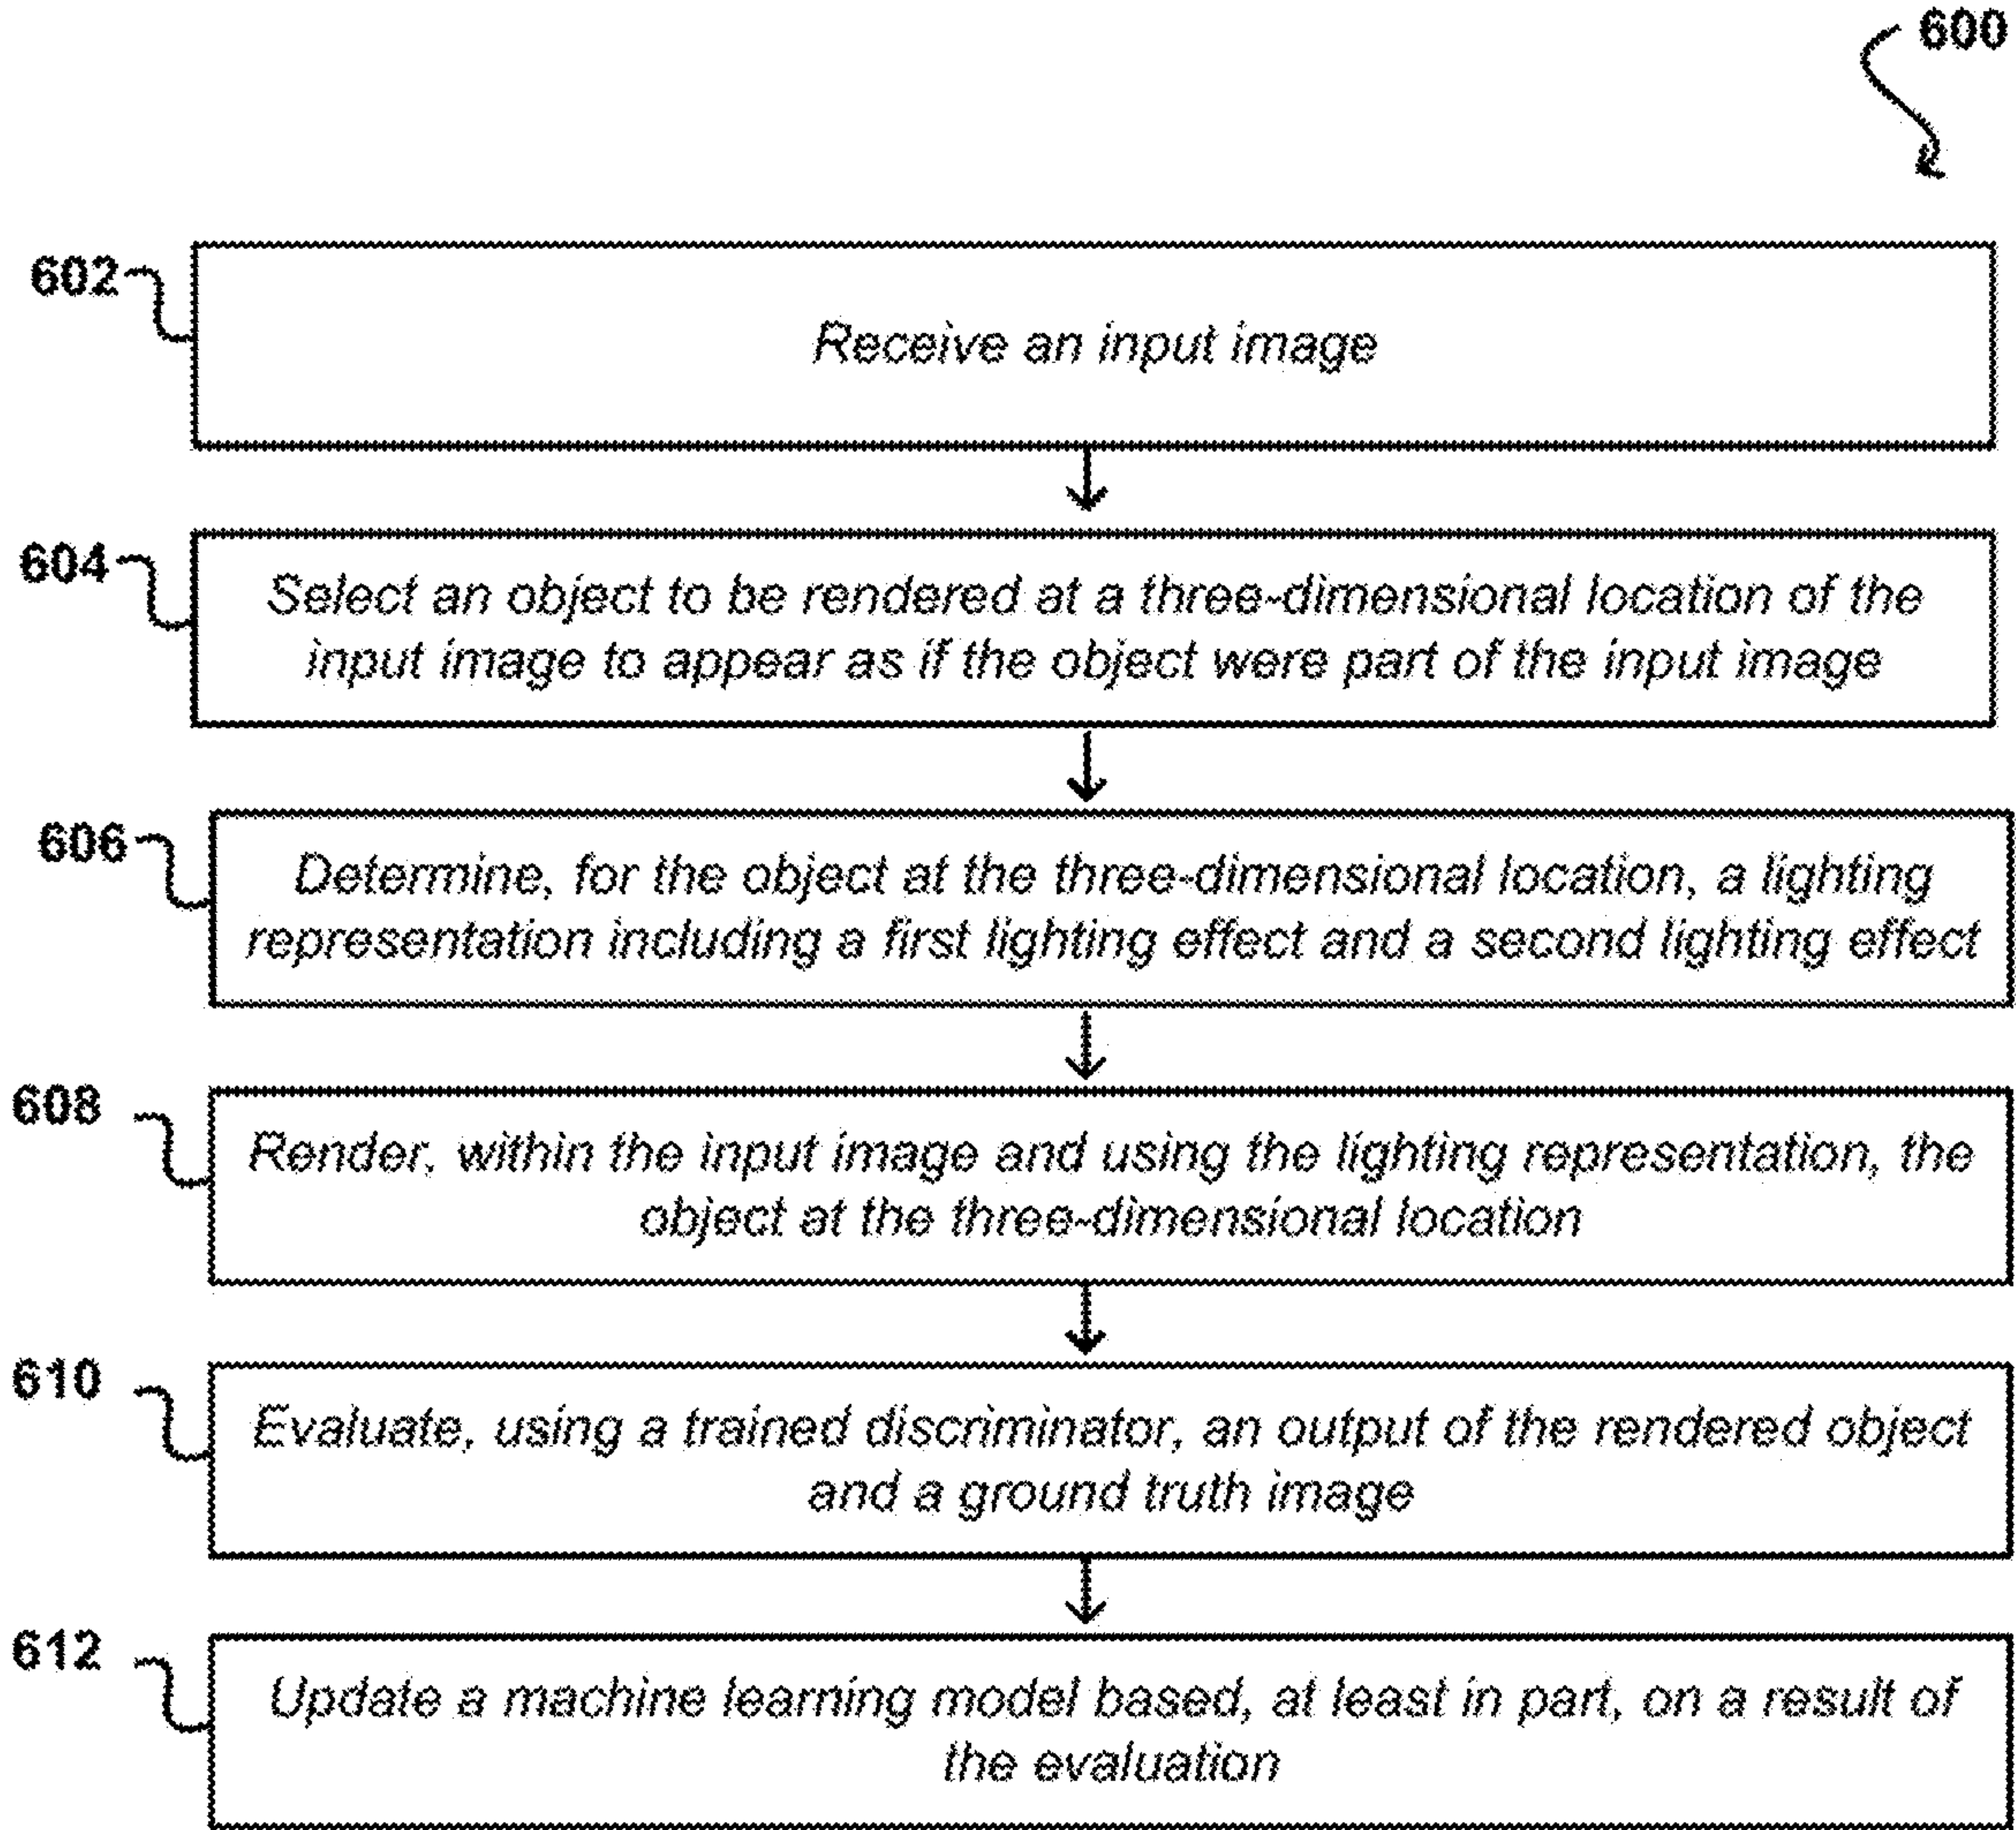 600
602
Receive an input image
604
Select an object to be rendered at a three-dimensional location of the
input image to appear as if the object were part of the input image
606
Determine, for the object at the three-dimensional location, a lighting
representation including a first lighting effect and a second lighting effect
608
Render, within the input image and using the lighting representation, the
object at the three-dimensional location
610
Evaluate, using a trained discriminator, an output of the rendered object
and a ground truth image
612
Update a machine learning model based, at least in part, on a result of
the evaluation